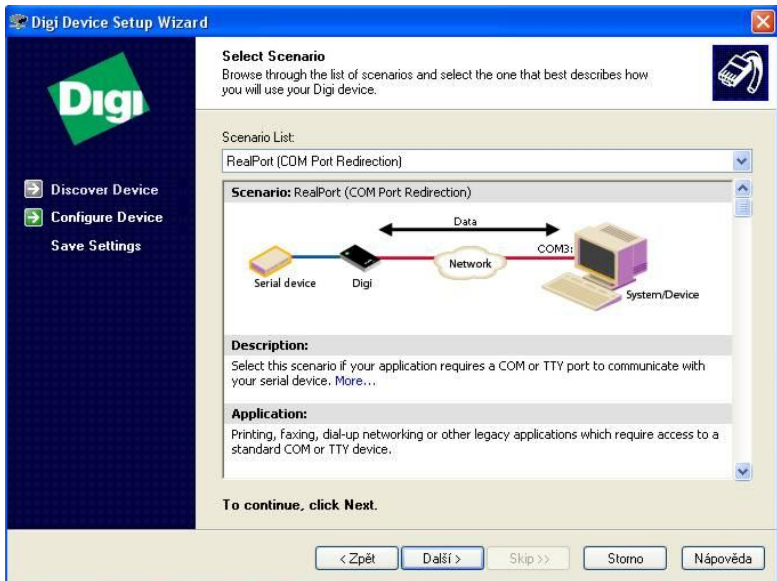 Digi Device Setup Wizard
Select Scenario
Browse through the list of scenarios and select the one that best describes how
you will use your Digi device.
Digi
Discover Device
Configure Device
Save Settings
Scenario List:
RealPort (COM Port Redirection)
Scenario: RealPort (COM Port Redirection)
Data
COM3:
Network
Serial device
Digi
System/Device
Description:
Select this scenario if your application requires a COM or TTY port to communicate with
your serial device. More...
Application:
Printing, faxing, dial-up networking or other legacy applications which require access to a
standard COM or TTY device.
To continue, click Next.
< Zpět
Další >
Skip >>
Storno
Nápověda